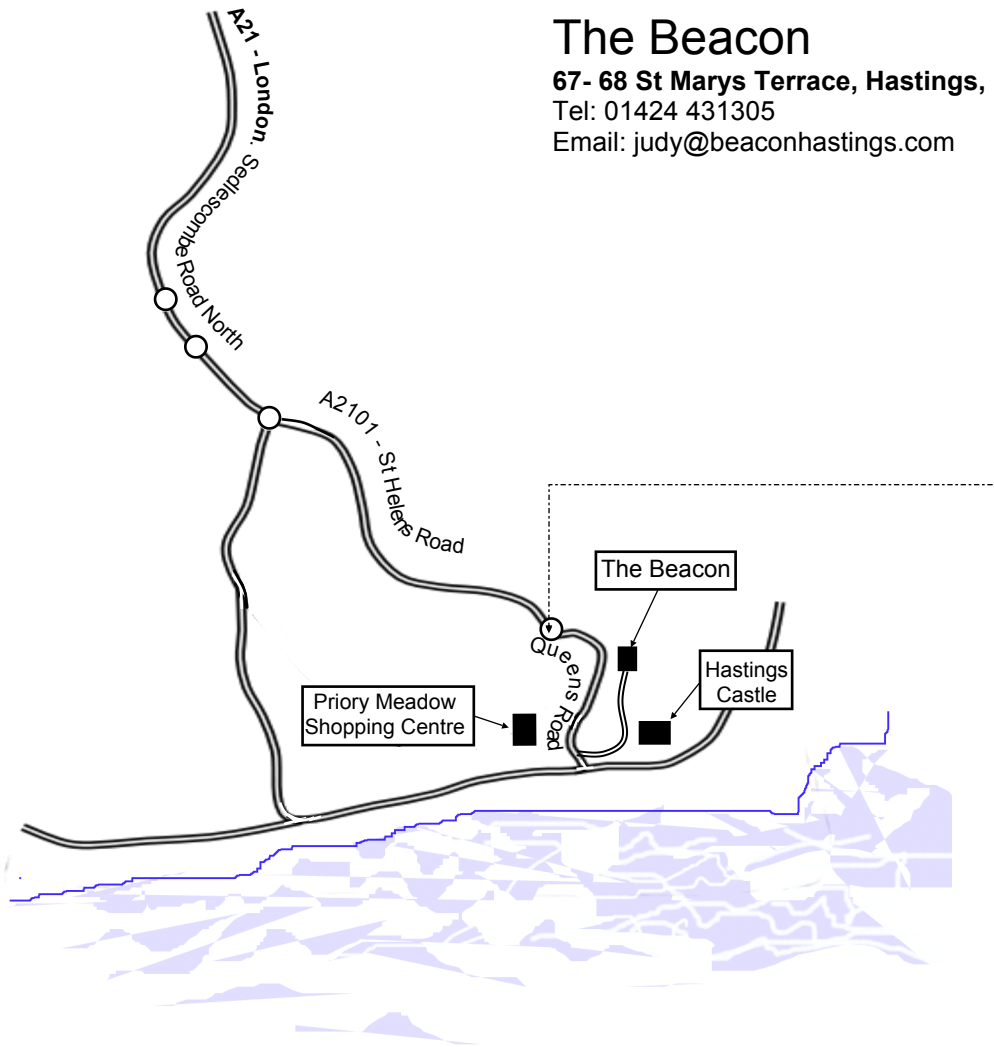 The Beacon
67- 68 St Marys Terrace, Hastings,
Tel: 01424 431305
Email: judy@beaconhastings.com
A21 - London. Sedlescombe Road North
A2101 - St Helens Road
The Beacon
Queens Road
Hastings
Castle
Priory Meadow
Shopping Centre